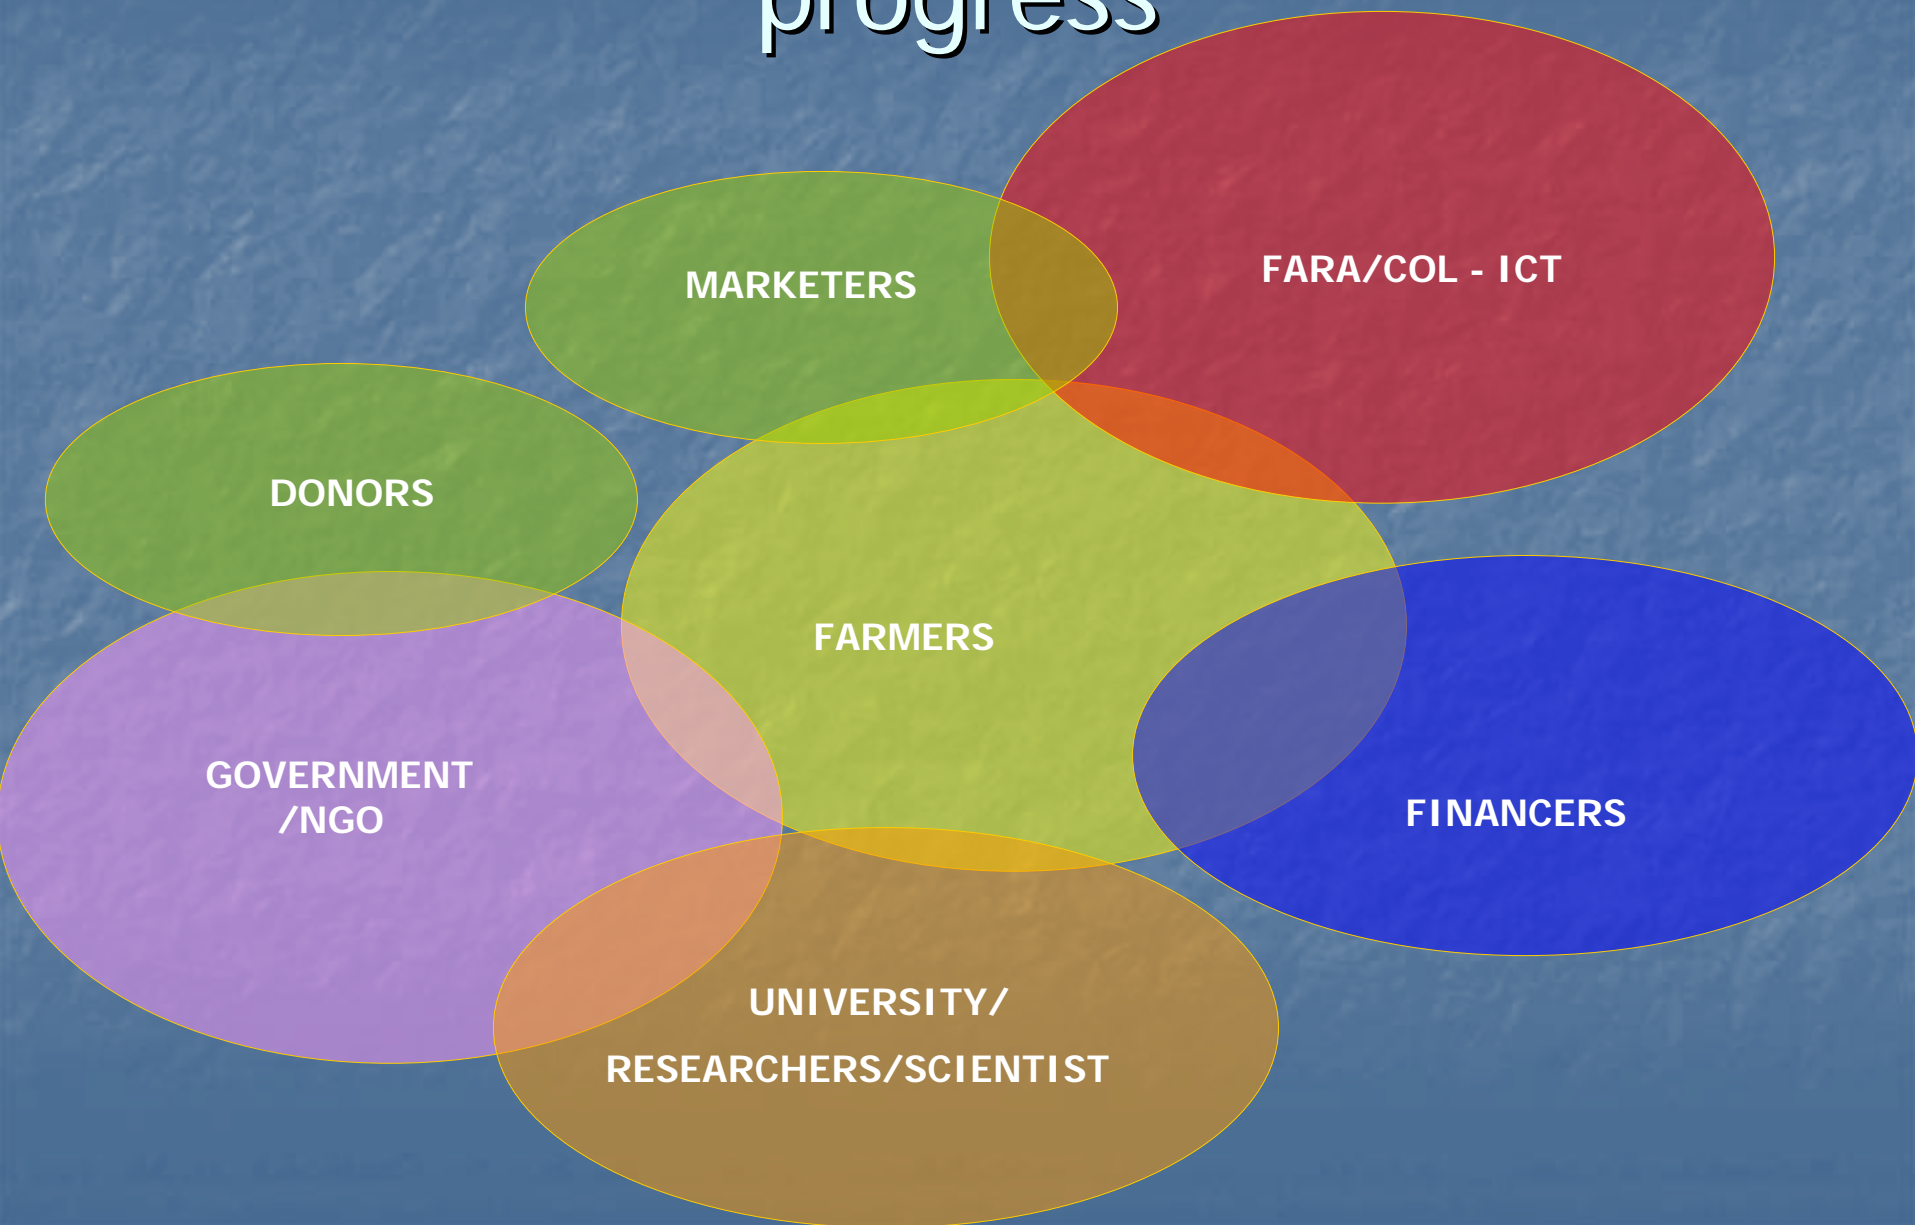 progress
MARKETERS
FARA/COL - ICT
DONORS
FARMERS
GOVERNMENT
/NGO
FINANCERS
UNIVERSITY/
RESEARCHERS/SCIENTIST